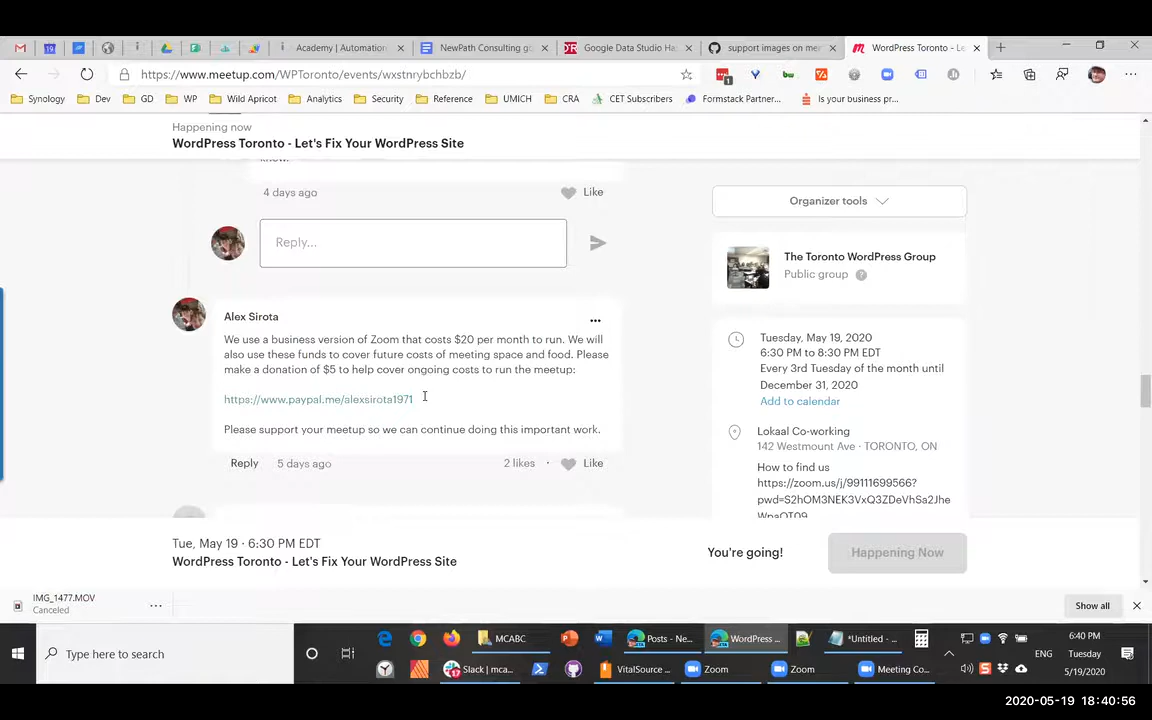 Academy | Automation
NewPath Consulting g
Google Data Studio Ha
support images on me
WordPress Toronto - Le
https://www.meetup.com/WPToronto/events/wxstnrybchbzb/
Synology
Dev
GD
WP
Wild Apricot
Analytics
Security
Reference
UMICH
CRA
CET Subscribers
Formstack Partner...
Is your business pr...
Happening now
WordPress Toronto - Let's Fix Your WordPress Site
know.
4 days ago
Like
Reply...
Alex Sirota
We use a business version of Zoom that costs $20 per month to run. We will
also use these funds to cover future costs of meeting space and food. Please
make a donation of $5 to help cover ongoing costs to run the meetup:
https://www.paypal.me/alexsirota1971
Please support your meetup so we can continue doing this important work.
Reply
5 days ago
2 likes
Like
Organizer tools
The Toronto WordPress Group
Public group
Tuesday, May 19, 2020
6:30 PM to 8:30 PM EDT
Every 3rd Tuesday of the month until
December 31, 2020
Add to calendar
Lokaal Co-working
142 Westmount Ave · TORONTO, ON
How to find us
https://zoom.us/j/99111699566?
pwd=S2hOM3NEK3VxQ3ZDeVhSa2Jhe
Tue, May 19 · 6:30 PM EDT
WordPress Toronto - Let's Fix Your WordPress Site
You're going!
Happening Now
IMG_1477.MOV
Canceled
Show all
Type here to search
MCABC
Posts - Ne...
WordPress ...
*Untitled - ...
Slack | mca...
VitalSource ...
Zoom
Zoom
Meeting Co...
ENG
6:40 PM
Tuesday
5/19/2020
2020-05-19 18:40:56